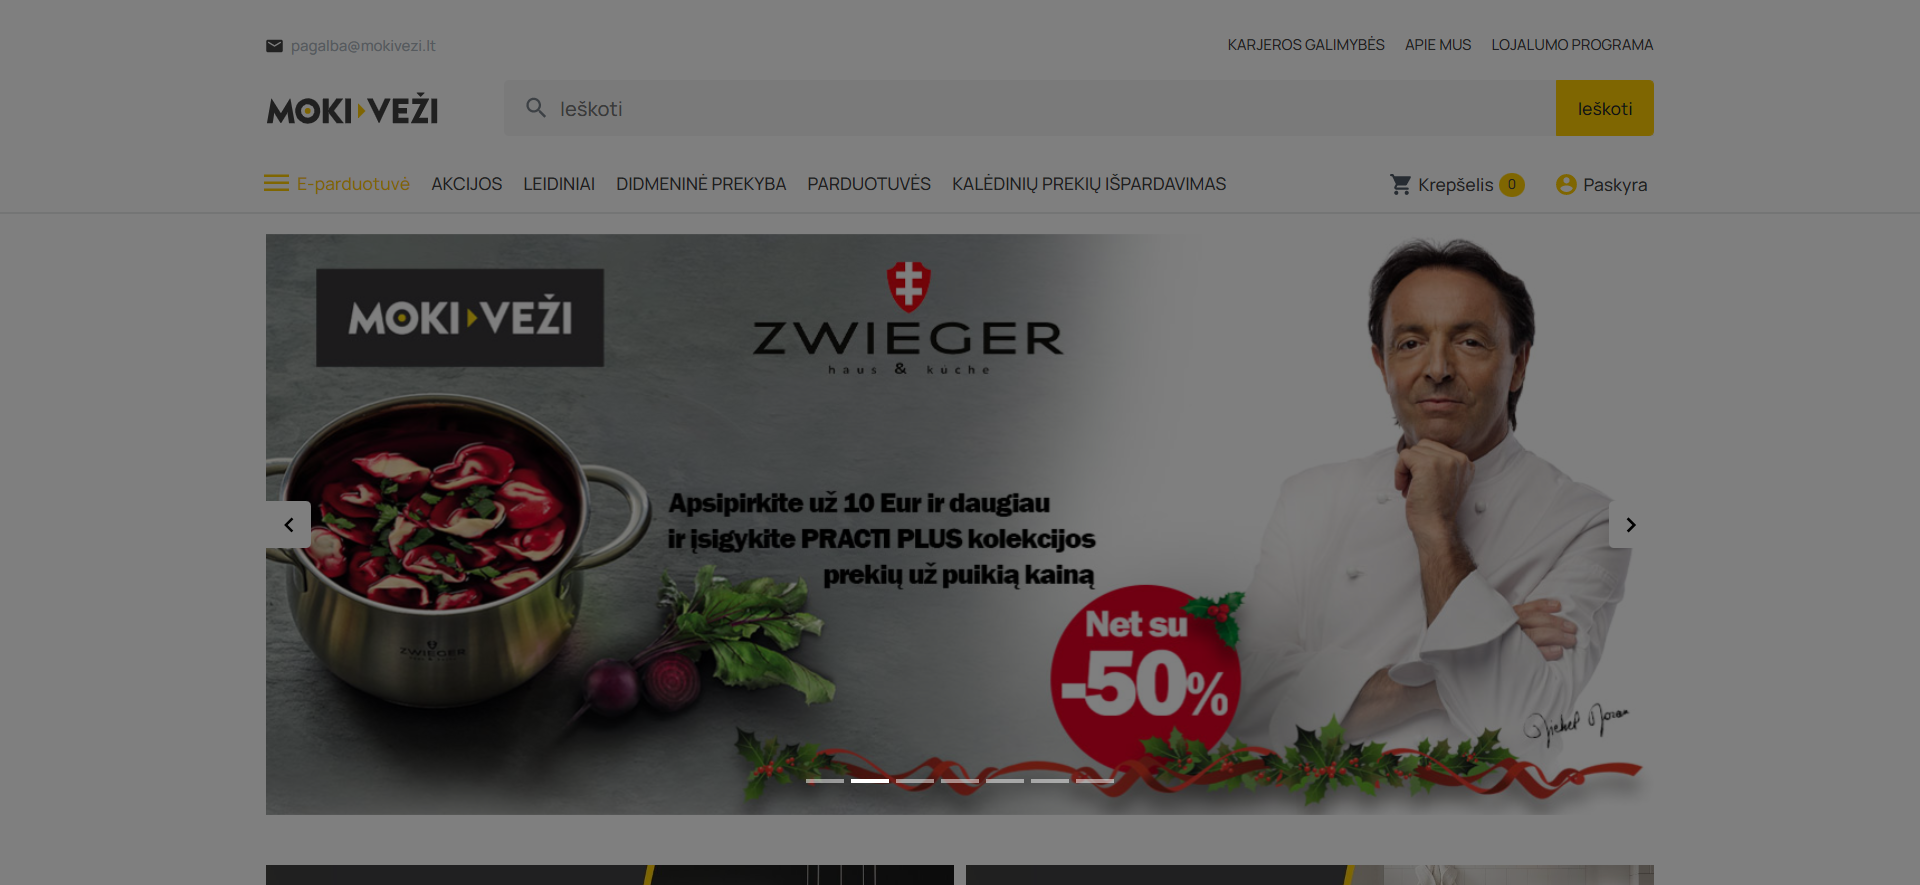 pagalba@mokivezi.lt
KARJEROS GALIMYBĖS APIE MUS LOJALUMO PROGRAMA
MOKI VEŽI
Ieškoti
Ieškoti
E-parduotuvė AKCIJOS LEIDINIAI DIDMENINĖ PREKYBA PARDUOTUVĖS KALĖDINIŲ PREKIŲ IŠPARDAVIMAS
Krepšelis 0 Paskyra
MOKI VEŽI
ZWIEGER
haus & küche
Apsipirkite už 10 Eur ir daugiau
ir įsigykite PRACTI PLUS kolekcijos
prekių už puikią kainą
Net su
-50%
ZWIEGER
Michel Moran